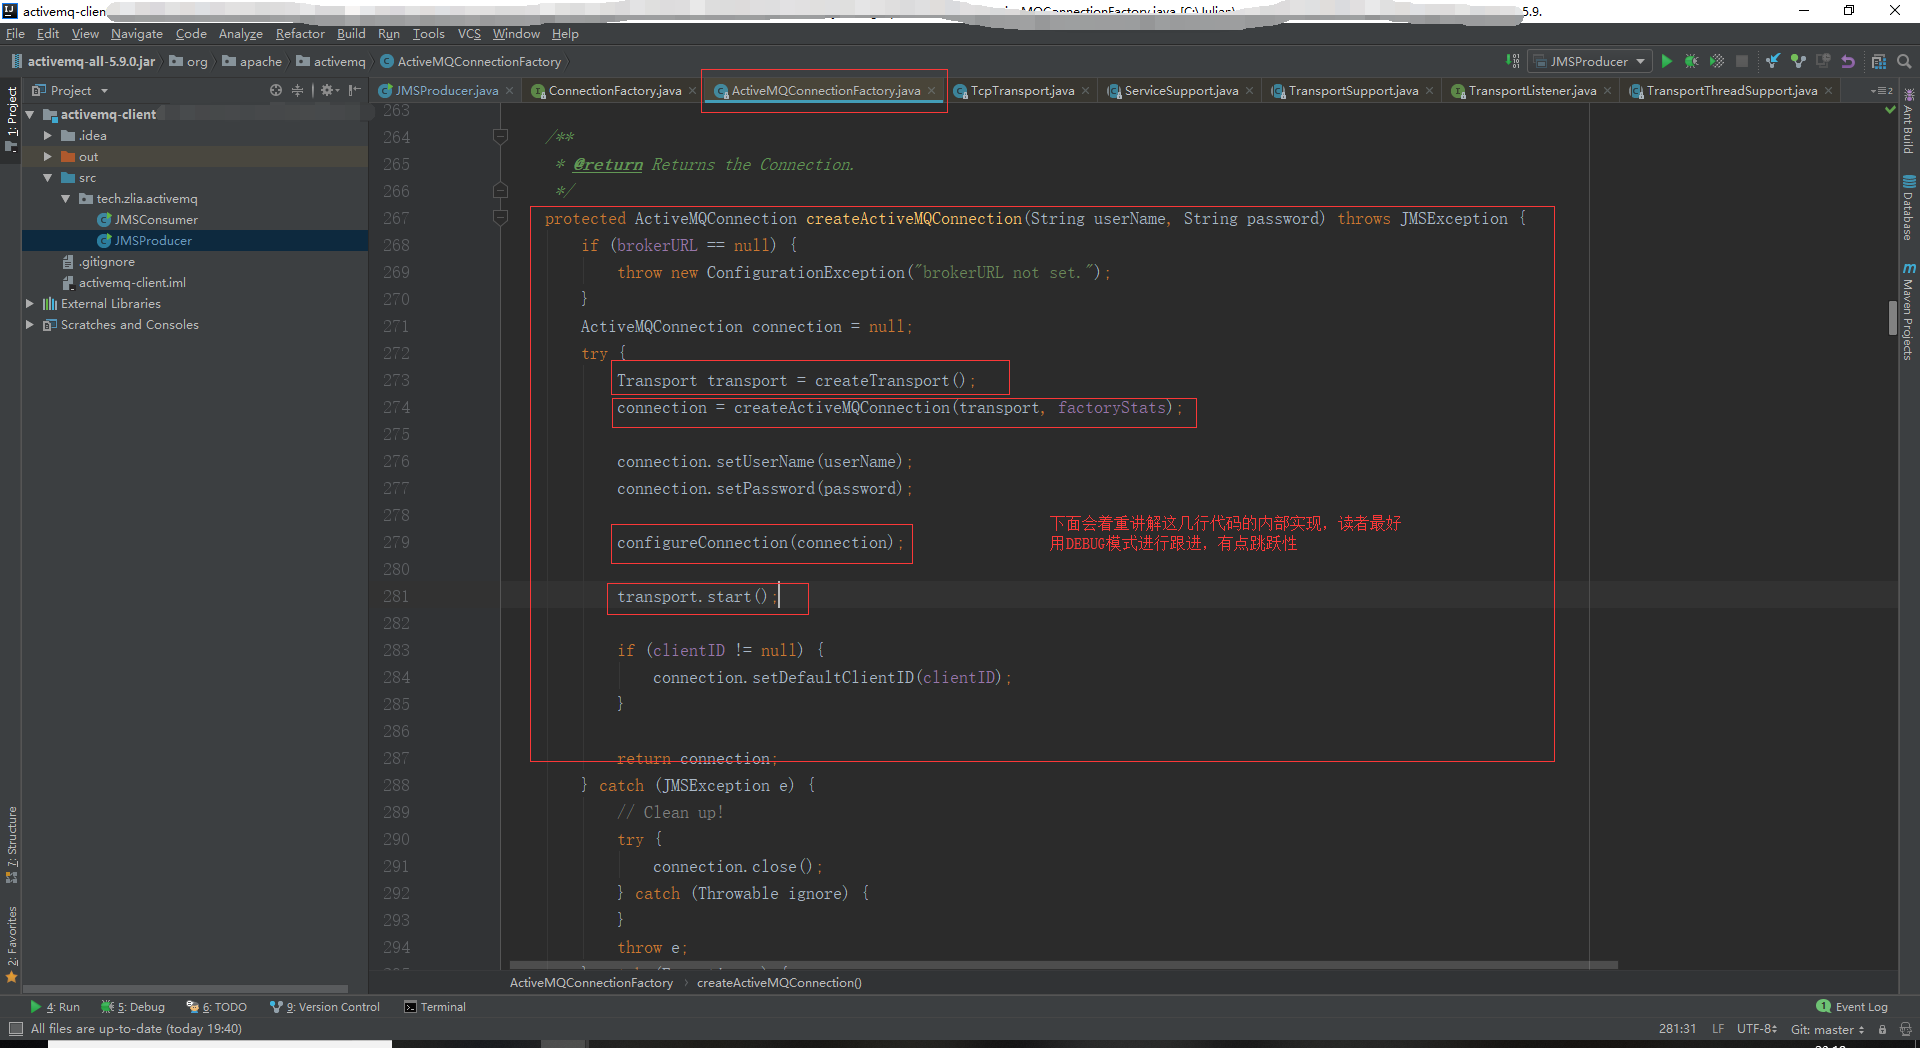 activemq-clien
MQConnectionFactory.java [C:\Julian\
5.9.
File Edit View Navigate Code Analyze Refactor Build Run Tools VCS Window Help
activemq-all-5.9.0.jar org apache activemq ActiveMQConnectionFactory
JMSProducer
Project
JMSProducer.java ConnectionFactory.java ActiveMQConnectionFactory.java TcpTransport.java ServiceSupport.java TransportSupport.java TransportListener.java TransportThreadSupport.java
2
1: Project
7: Structure
2: Favorites
activemq-client
.idea
out
src
tech.zlia.activemq
JMSConsumer
JMSProducer
.gitignore
activemq-client.iml
External Libraries
Scratches and Consoles
263
264 /**
265 * @return Returns the Connection.
266 */
267 protected ActiveMQConnection createActiveMQConnection(String userName, String password) throws JMSException {
268 if (brokerURL == null) {
269 throw new ConfigurationException("brokerURL not set.");
270 }
271 ActiveMQConnection connection = null;
272 try {
273 Transport transport = createTransport();
274 connection = createActiveMQConnection(transport, factoryStats);
275
276 connection.setUserName(userName);
277 connection.setPassword(password);
278
279 configureConnection(connection);
280
281 transport.start();
282
283 if (clientID != null) {
284 connection.setDefaultClientID(clientID);
285 }
286
287 return connection;
288 } catch (JMSException e) {
289 // Clean up!
290 try {
291 connection.close();
292 } catch (Throwable ignore) {
293 }
294 throw e;
下面会着重讲解这几行代码的内部实现，读者最好
用DEBUG模式进行跟进，有点跳跃性
Ant Build
Database
Maven Projects
ActiveMQConnectionFactory createActiveMQConnection()
4: Run 5: Debug 6: TODO 9: Version Control Terminal
1 Event Log
All files are up-to-date (today 19:40)
281:31 LF UTF-8 Git: master